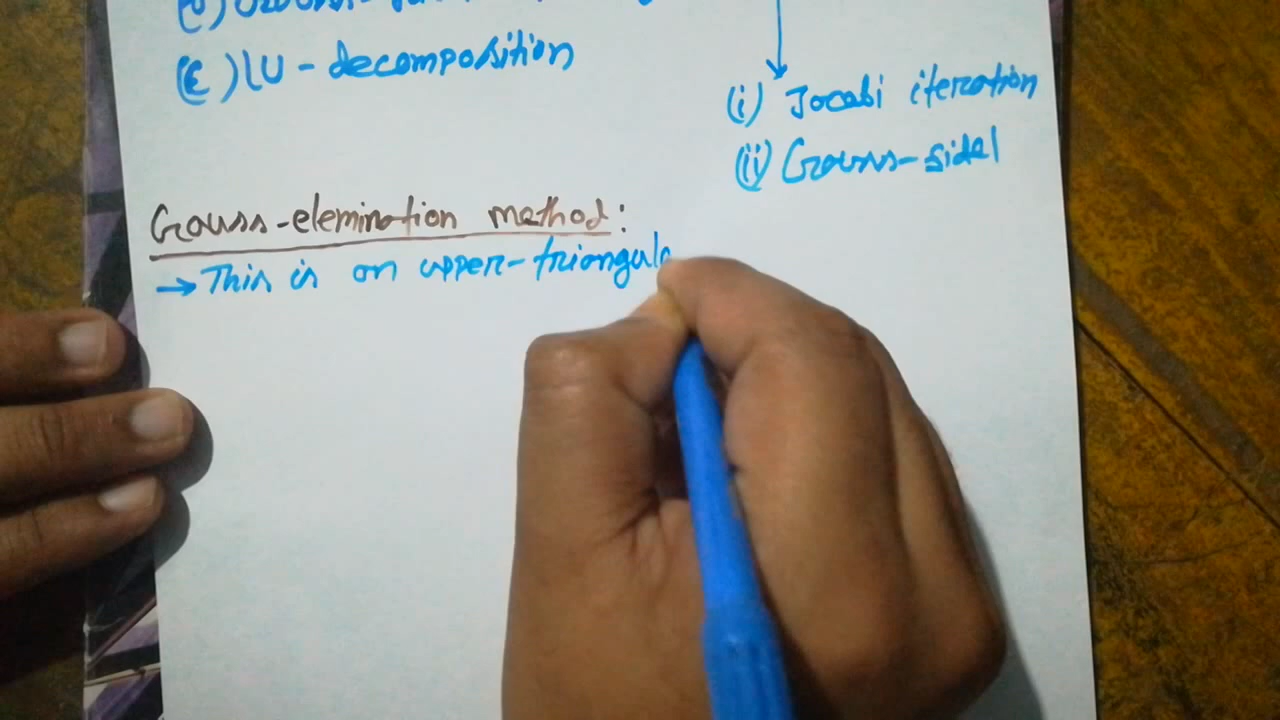 (c) LU - decomposition
(i) Jocabi iteration
(ii) Gauss-sidel
Gauss-elemination method:
→ This is an upper-triangula